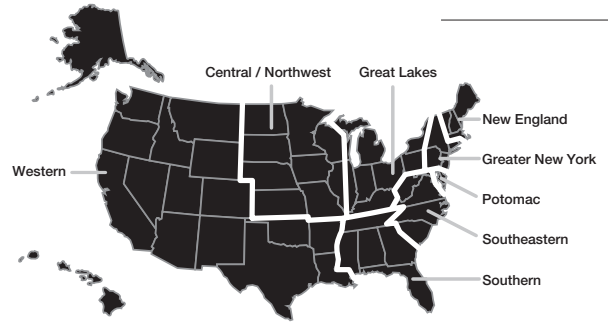 Central / Northwest
Great Lakes
New England
Greater New York
Western
Potomac
Southeastern
Southern